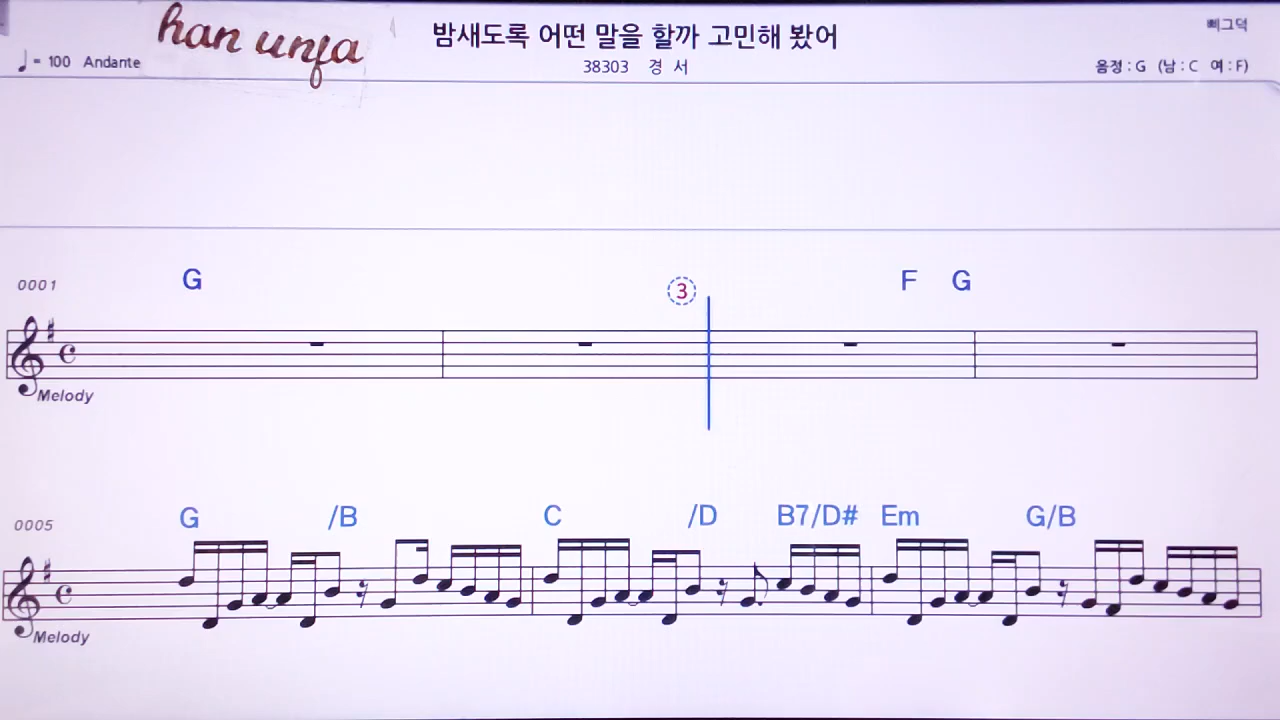 han unfa
밤새도록 어떤 말을 할까 고민해 봤어
삐그덕
♩= 100 Andante
38303 경 서
음정 : G (남 : C 여 : F)
0001 G ③ F G
Melody
0005 G /B C /D B7/D# Em G/B
Melody